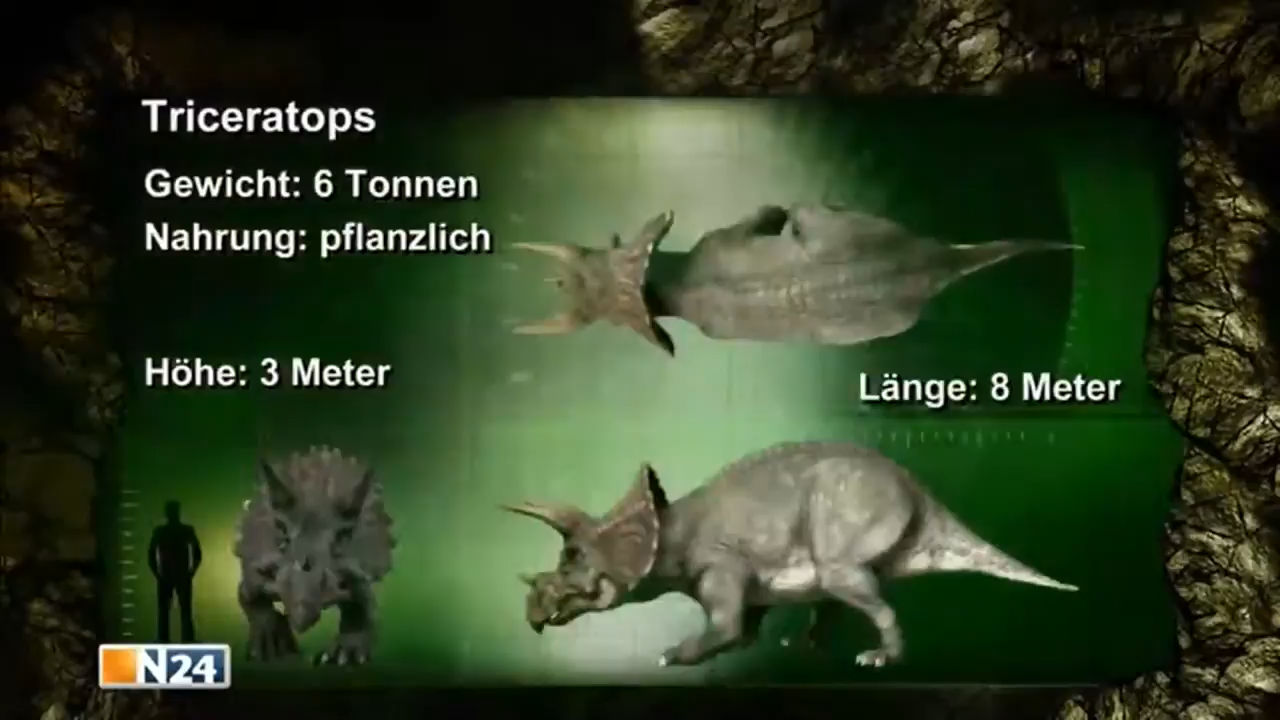 Triceratops
Gewicht: 6 Tonnen
Nahrung: pflanzlich
Höhe: 3 Meter
Länge: 8 Meter
N24